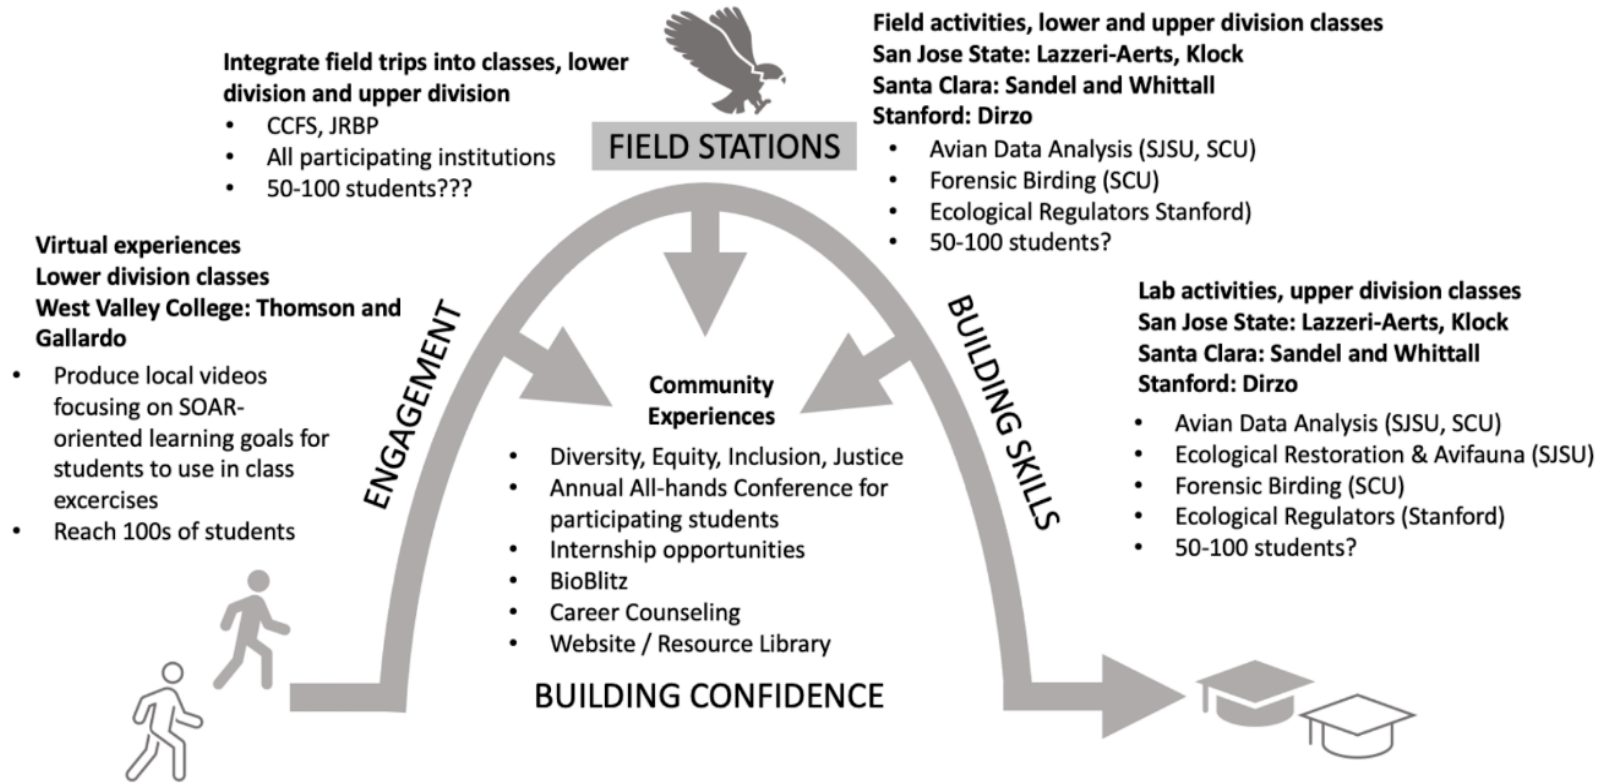 Integrate field trips into classes, lower
division and upper division
• CCFS, JRBP
• All participating institutions
• 50-100 students???
FIELD STATIONS
Field activities, lower and upper division classes
San Jose State: Lazzeri-Aerts, Klock
Santa Clara: Sandel and Whittall
Stanford: Dirzo
• Avian Data Analysis (SJSU, SCU)
• Forensic Birding (SCU)
• Ecological Regulators Stanford)
• 50-100 students?
Virtual experiences
Lower division classes
West Valley College: Thomson and
Gallardo
• Produce local videos
focusing on SOAR-
oriented learning goals for
students to use in class
excercises
• Reach 100s of students
ENGAGEMENT
Community
Experiences
• Diversity, Equity, Inclusion, Justice
• Annual All-hands Conference for
participating students
• Internship opportunities
• BioBlitz
• Career Counseling
• Website / Resource Library
BUILDING CONFIDENCE
BUILDING SKILLS
Lab activities, upper division classes
San Jose State: Lazzeri-Aerts, Klock
Santa Clara: Sandel and Whittall
Stanford: Dirzo
• Avian Data Analysis (SJSU, SCU)
• Ecological Restoration & Avifauna (SJSU)
• Forensic Birding (SCU)
• Ecological Regulators (Stanford)
• 50-100 students?